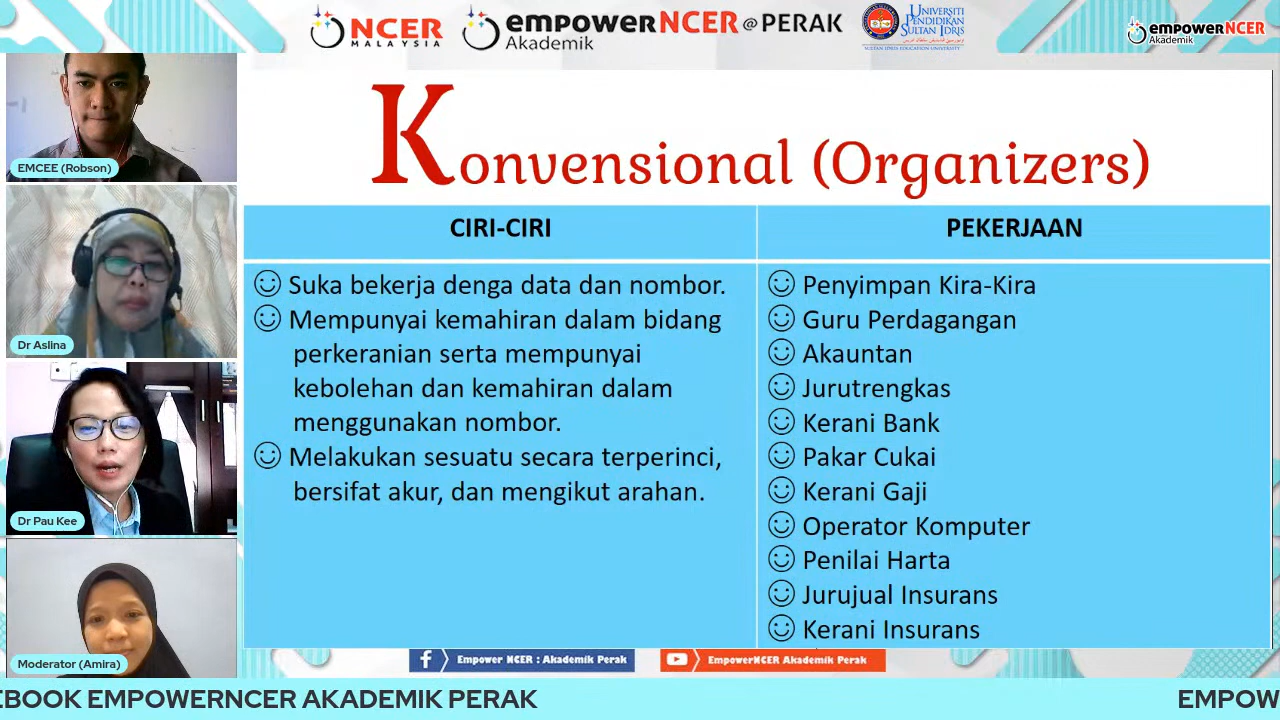 NCER
MALAYSIA
empowerNCER@PERAK
Akademik
UNIVERSITI
PENDIDIKAN
SULTAN IDRIS
SULTAN IDRIS EDUCATION UNIVERSITY
empowerNCER
Akademik
EMCEE (Robson)
Dr Aslina
Dr Pau Kee
Moderator (Amira)
Konvensional (Organizers)
CIRI-CIRI
Suka bekerja denga data dan nombor.
Mempunyai kemahiran dalam bidang
perkeranian serta mempunyai
kebolehan dan kemahiran dalam
menggunakan nombor.
Melakukan sesuatu secara terperinci,
bersifat akur, dan mengikut arahan.
PEKERJAAN
Penyimpan Kira-Kira
Guru Perdagangan
Akauntan
Jurutrengkas
Kerani Bank
Pakar Cukai
Kerani Gaji
Operator Komputer
Penilai Harta
Jurujual Insurans
Kerani Insurans
Empower NCER : Akademik Perak
EmpowerNCER Akademik Perak
EBOOK EMPOWERNCER AKADEMIK PERAK
EMPOW